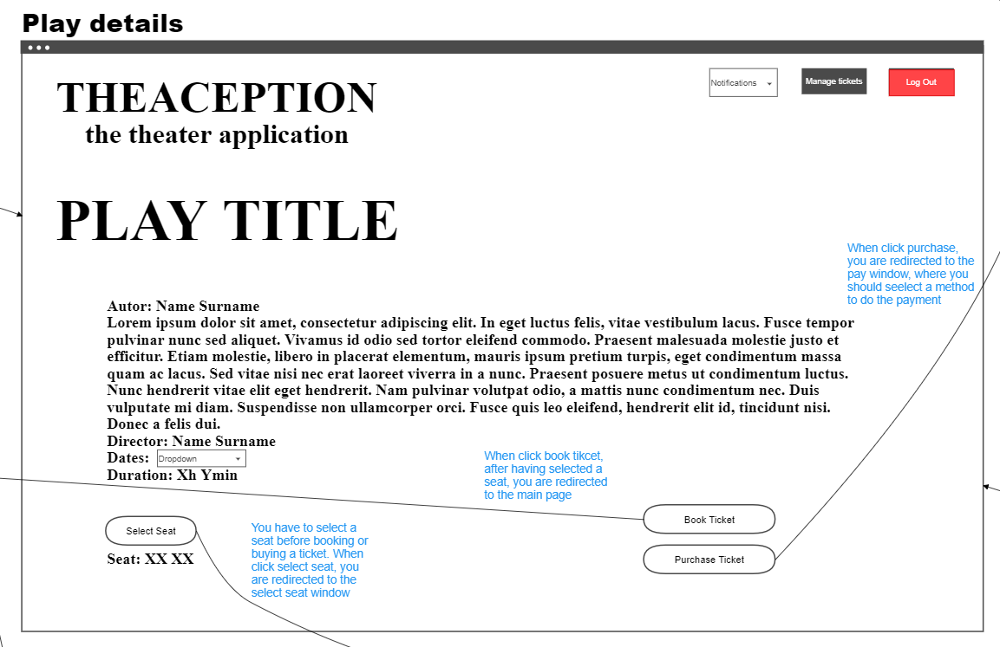 Play details
THEACEPTION
the theater application
Notifications
Manage tickets
Log Out
PLAY TITLE
When click purchase,
you are redirected to the
pay window, where you
should seelect a method
to do the payment
Autor: Name Surname
Lorem ipsum dolor sit amet, consectetur adipiscing elit. In eget luctus felis, vitae vestibulum lacus. Fusce tempor
pulvinar nunc sed aliquet. Vivamus id odio sed tortor eleifend commodo. Praesent malesuada molestie justo et
efficitur. Etiam molestie, libero in placerat elementum, mauris ipsum pretium turpis, eget condimentum massa
quam ac lacus. Sed vitae nisi nec erat laoreet viverra in a nunc. Praesent posuere metus ut condimentum luctus.
Nunc hendrerit vitae elit eget hendrerit. Nam pulvinar volutpat odio, a mattis nunc condimentum nec. Duis
vulputate mi diam. Suspendisse non ullamcorper orci. Fusce quis leo eleifend, hendrerit elit id, tincidunt nisi.
Donec a felis dui.
Director: Name Surname
Dates: Dropdown
Duration: Xh Ymin
When click book tikcet,
after having selected a
seat, you are redirected
to the main page
Book Ticket
Select Seat
You have to select a
seat before booking or
buying a ticket. When
click select seat, you
are redirected to the
select seat window
Seat: XX XX
Purchase Ticket